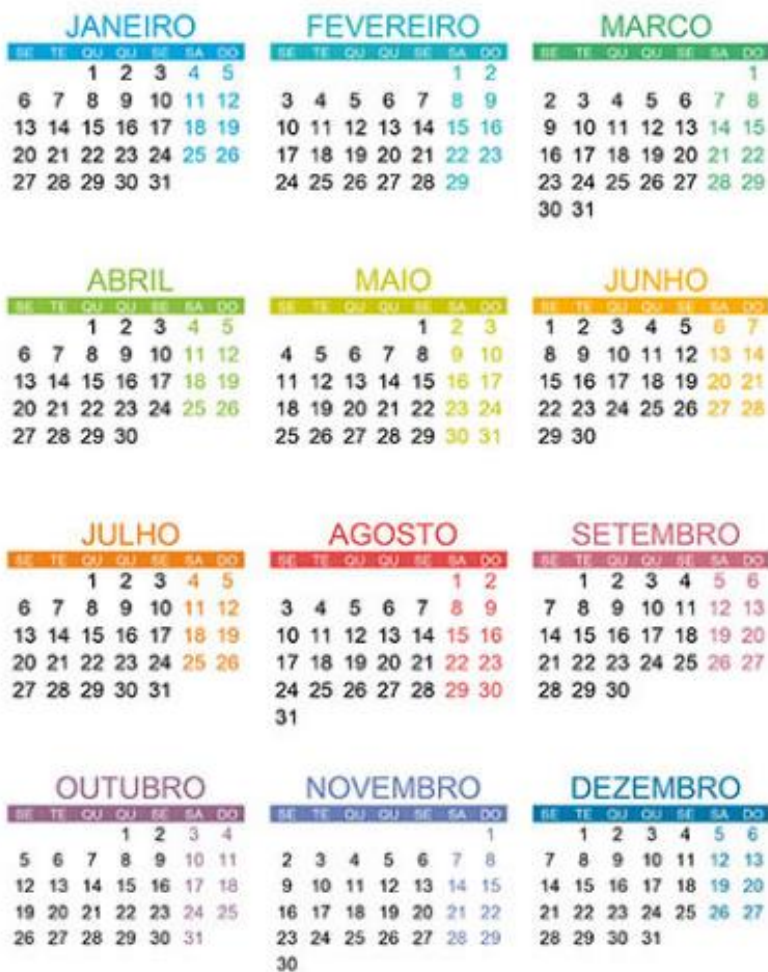 JANEIRO
SE TE QU QU SE SA DO
1 2 3 4 5
6 7 8 9 10 11 12
13 14 15 16 17 18 19
20 21 22 23 24 25 26
27 28 29 30 31
FEVEREIRO
SE TE QU QU SE SA DO
1 2
3 4 5 6 7 8 9
10 11 12 13 14 15 16
17 18 19 20 21 22 23
24 25 26 27 28 29
MARCO
SE TE QU QU SE SA DO
1
2 3 4 5 6 7 8
9 10 11 12 13 14 15
16 17 18 19 20 21 22
23 24 25 26 27 28 29
30 31
ABRIL
SE TE QU QU SE SA DO
1 2 3 4 5
6 7 8 9 10 11 12
13 14 15 16 17 18 19
20 21 22 23 24 25 26
27 28 29 30
MAIO
SE TE QU QU SE SA DO
1 2 3
4 5 6 7 8 9 10
11 12 13 14 15 16 17
18 19 20 21 22 23 24
25 26 27 28 29 30 31
JUNHO
SE TE QU QU SE SA DO
1 2 3 4 5 6 7
8 9 10 11 12 13 14
15 16 17 18 19 20 21
22 23 24 25 26 27 28
29 30
JULHO
SE TE QU QU SE SA DO
1 2 3 4 5
6 7 8 9 10 11 12
13 14 15 16 17 18 19
20 21 22 23 24 25 26
27 28 29 30 31
AGOSTO
SE TE QU QU SE SA DO
1 2
3 4 5 6 7 8 9
10 11 12 13 14 15 16
17 18 19 20 21 22 23
24 25 26 27 28 29 30
31
SETEMBRO
SE TE QU QU SE SA DO
1 2 3 4 5 6
7 8 9 10 11 12 13
14 15 16 17 18 19 20
21 22 23 24 25 26 27
28 29 30
OUTUBRO
SE TE QU QU SE SA DO
1 2 3 4
5 6 7 8 9 10 11
12 13 14 15 16 17 18
19 20 21 22 23 24 25
26 27 28 29 30 31
NOVEMBRO
SE TE QU QU SE SA DO
1
2 3 4 5 6 7 8
9 10 11 12 13 14 15
16 17 18 19 20 21 22
23 24 25 26 27 28 29
30
DEZEMBRO
SE TE QU QU SE SA DO
1 2 3 4 5 6
7 8 9 10 11 12 13
14 15 16 17 18 19 20
21 22 23 24 25 26 27
28 29 30 31